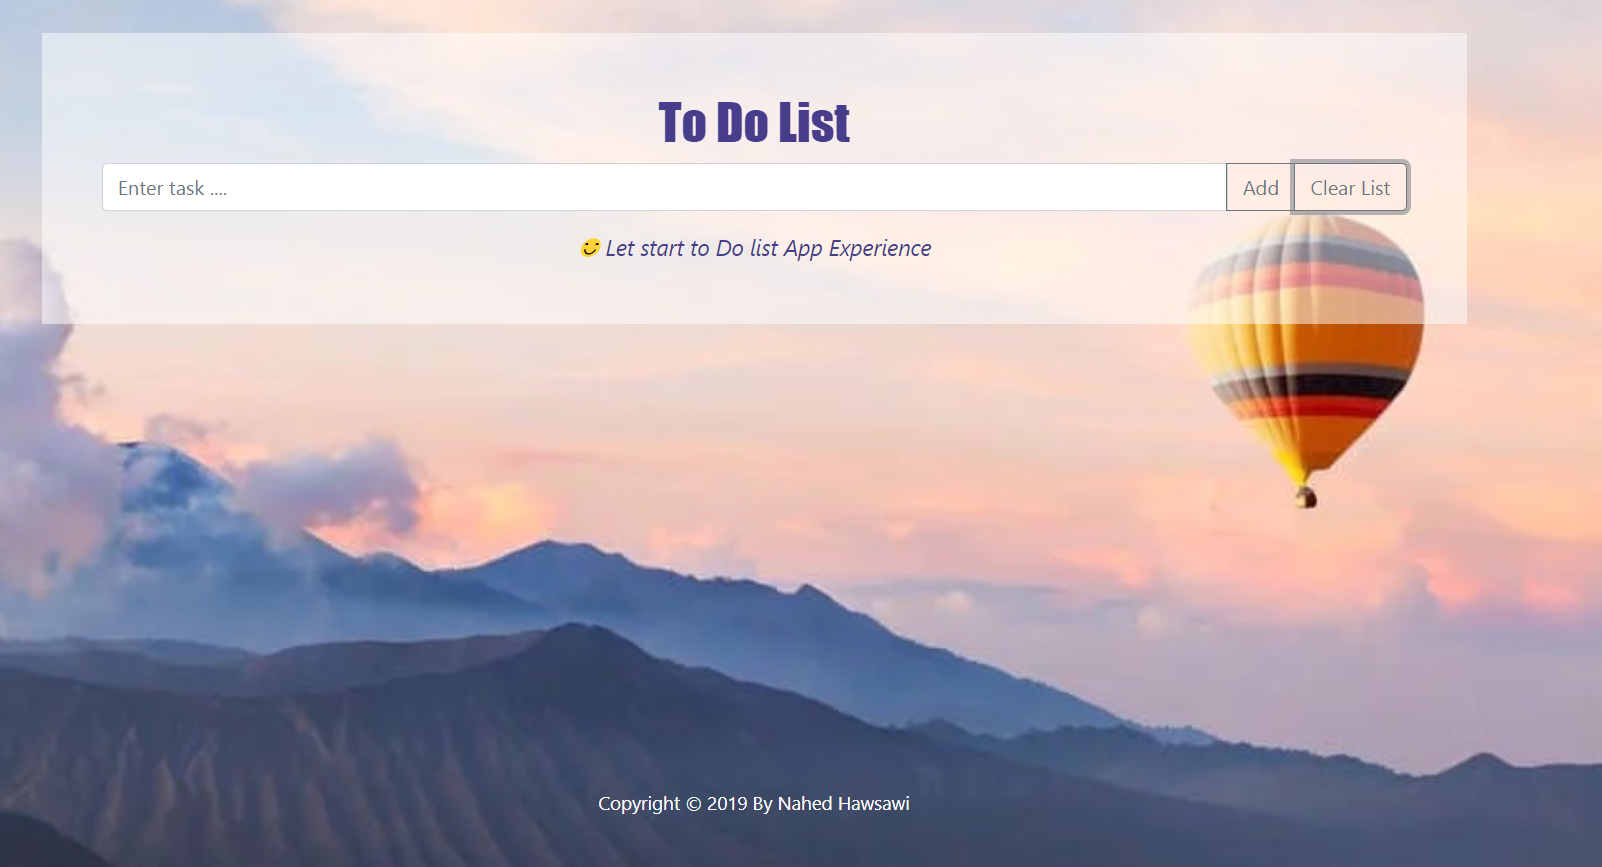 To Do List
Enter task ....
Add
Clear List
Let start to Do list App Experience
Copyright © 2019 By Nahed Hawsawi